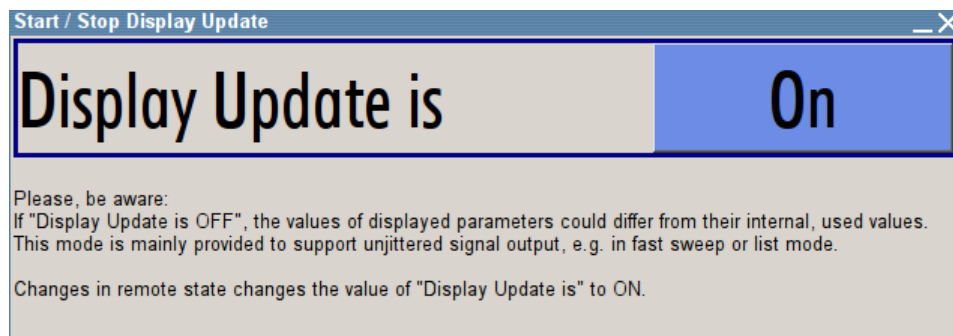 Start / Stop Display Update
Display Update is On
Please, be aware:
If "Display Update is OFF", the values of displayed parameters could differ from their internal, used values.
This mode is mainly provided to support unjittered signal output, e.g. in fast sweep or list mode.
Changes in remote state changes the value of "Display Update is" to ON.